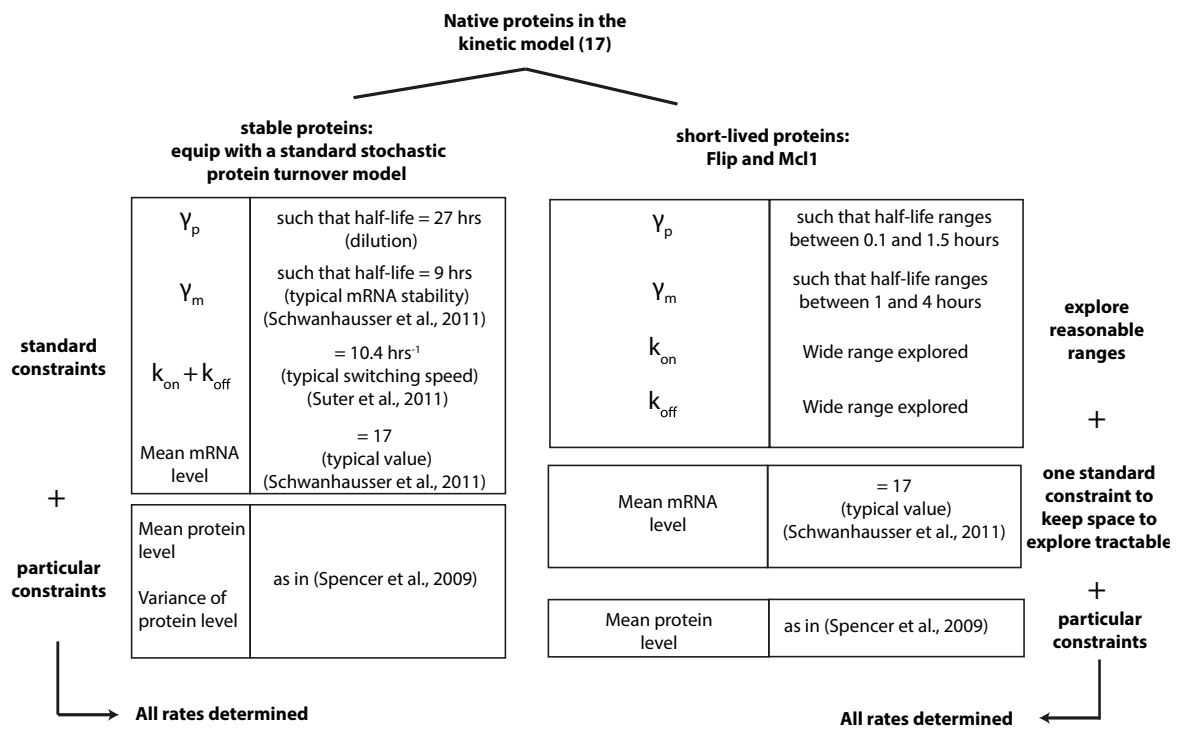 Native proteins in the
kinetic model (17)
stable proteins:
equip with a standard stochastic
protein turnover model
standard
constraints
+
particular
constraints
γp
such that half-life = 27 hrs
(dilution)
γm
such that half-life = 9 hrs
(typical mRNA stability)
(Schwanhausser et al., 2011)
kon + koff
= 10.4 hrs-1
(typical switching speed)
(Suter et al., 2011)
Mean mRNA
level
= 17
(typical value)
(Schwanhausser et al., 2011)
Mean protein
level
Variance of
protein level
as in (Spencer et al., 2009)
All rates determined
short-lived proteins:
Flip and Mcl1
γp
such that half-life ranges
between 0.1 and 1.5 hours
γm
such that half-life ranges
between 1 and 4 hours
kon
Wide range explored
koff
Wide range explored
Mean mRNA
level
= 17
(typical value)
(Schwanhausser et al., 2011)
Mean protein
level
as in (Spencer et al., 2009)
explore
reasonable
ranges
+
one standard
constraint to
keep space to
explore tractable
+
particular
constraints
All rates determined